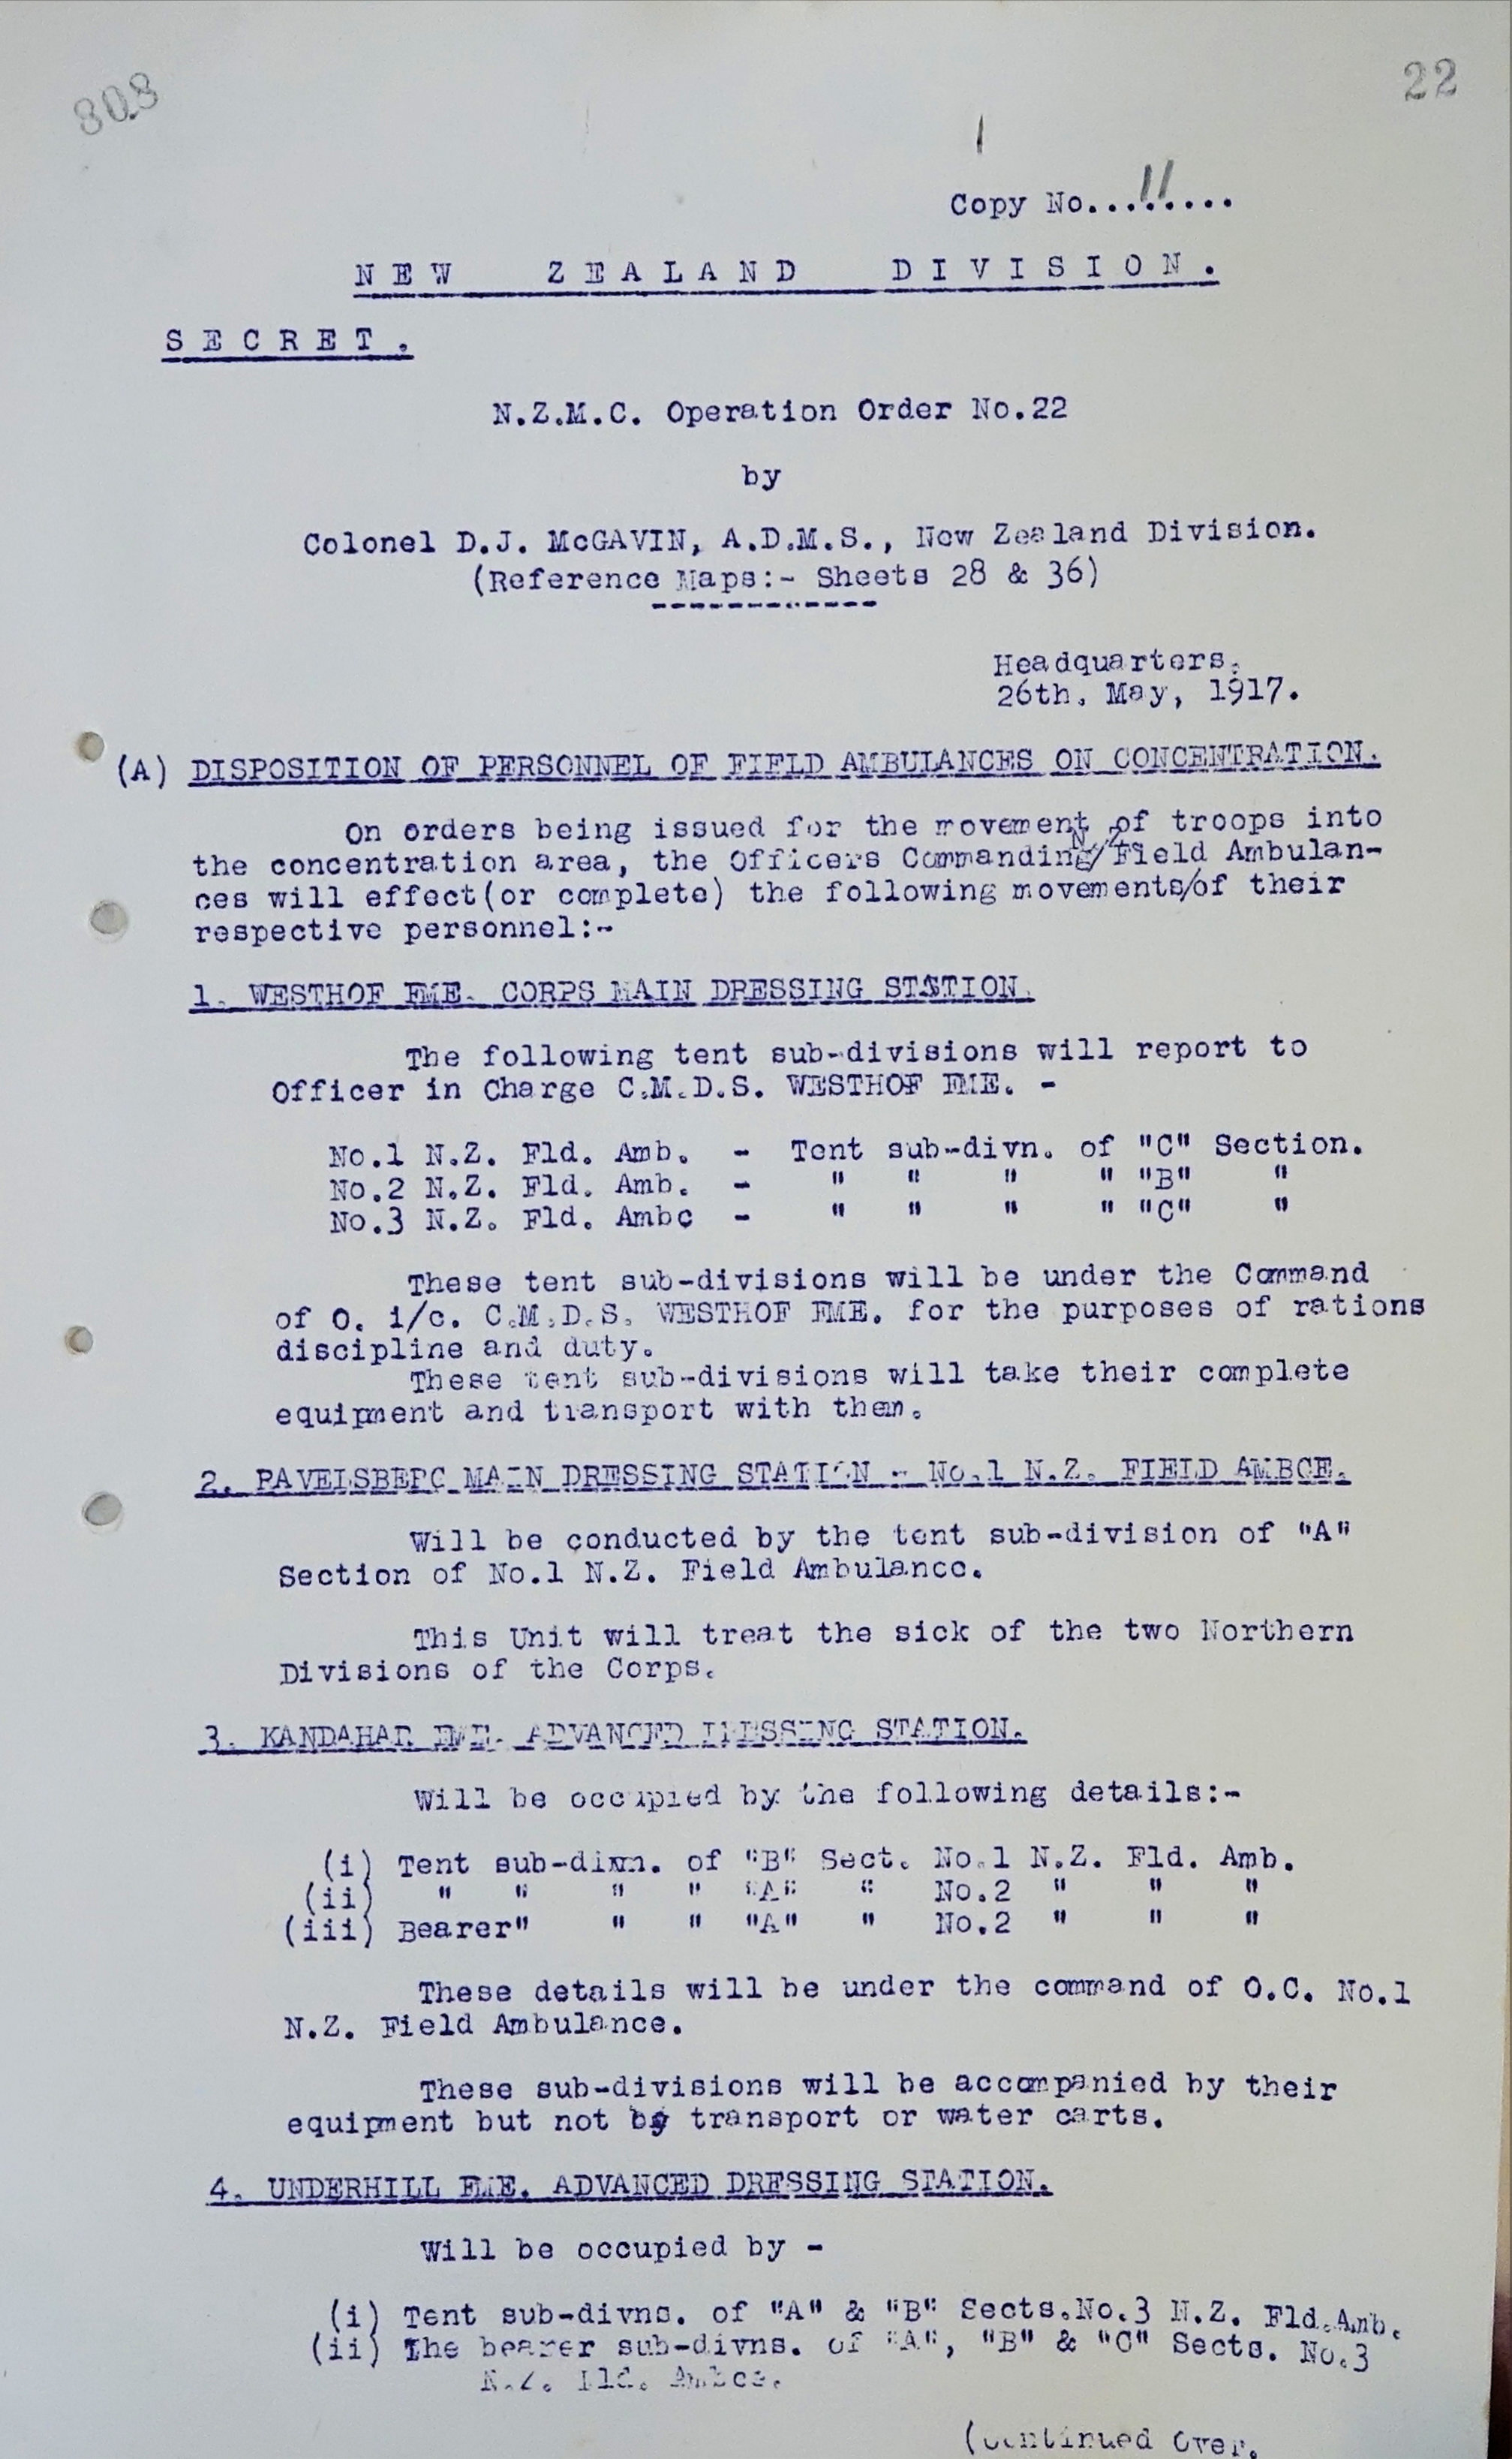 808
22
Copy No....11....
NEW ZEALAND DIVISION.
SECRET.
N.Z.M.C. Operation Order No.22
by
Colonel D.J. McGAVIN, A.D.M.S., New Zealand Division.
(Reference Maps:- Sheets 28 & 36)
------------
Headquarters,
26th. May, 1917.
(A) DISPOSITION OF PERSONNEL OF FIELD AMBULANCES ON CONCENTRATION.
On orders being issued for the movement of troops into
N.Z.
the concentration area, the Officers Commanding/Field Ambulan-
ces will effect(or complete) the following movements/of their
respective personnel:-
1. WESTHOF FME. CORPS MAIN DRESSING STATION.
The following tent sub-divisions will report to
Officer in Charge C.M.D.S. WESTHOF FME. -
No.1 N.Z. Fld. Amb. - Tent sub-divn. of "C" Section.
No.2 N.Z. Fld. Amb. - " " " " "B" "
No.3 N.Z. Fld. Ambc - " " " " "C" "
These tent sub-divisions will be under the Command
of O. i/c. C.M.D.S. WESTHOF FME. for the purposes of rations
discipline and duty.
These tent sub-divisions will take their complete
equipment and transport with them.
2. RAVELSBERG MAIN DRESSING STATION - No.1 N.Z. FIELD AMBCE.
Will be conducted by the tent sub-division of "A"
Section of No.1 N.Z. Field Ambulance.
This Unit will treat the sick of the two Northern
Divisions of the Corps.
3. KANDAHAR FME. ADVANCED DRESSING STATION.
Will be occupied by the following details:-
(i) Tent sub-divn. of "B" Sect. No.1 N.Z. Fld. Amb.
(ii) " " " " "A" " No.2 " " "
(iii) Bearer" " " "A" " No.2 " " "
These details will be under the command of O.C. No.1
N.Z. Field Ambulance.
These sub-divisions will be accompanied by their
equipment but not by transport or water carts.
4. UNDERHILL FME. ADVANCED DRESSING STATION.
Will be occupied by -
(i) Tent sub-divns. of "A" & "B" Sects.No.3 N.Z. Fld.Amb.
(ii) The bearer sub-divns. of "A", "B" & "C" Sects. No.3
N.Z. Fld. Ambce.
(Continued Over.